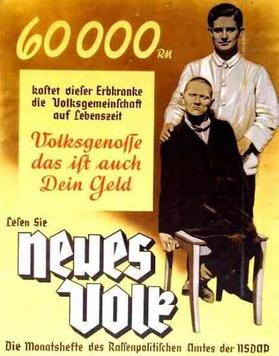 60000 RM
kostet dieser Erbkranke
die Volksgemeinschaft
auf Lebenszeit
Volksgenosse
das ist auch
Dein Geld
Lesen Sie
neues
Volk
Die Monatshefte des Rassenpolitischen Amtes der NSDAP